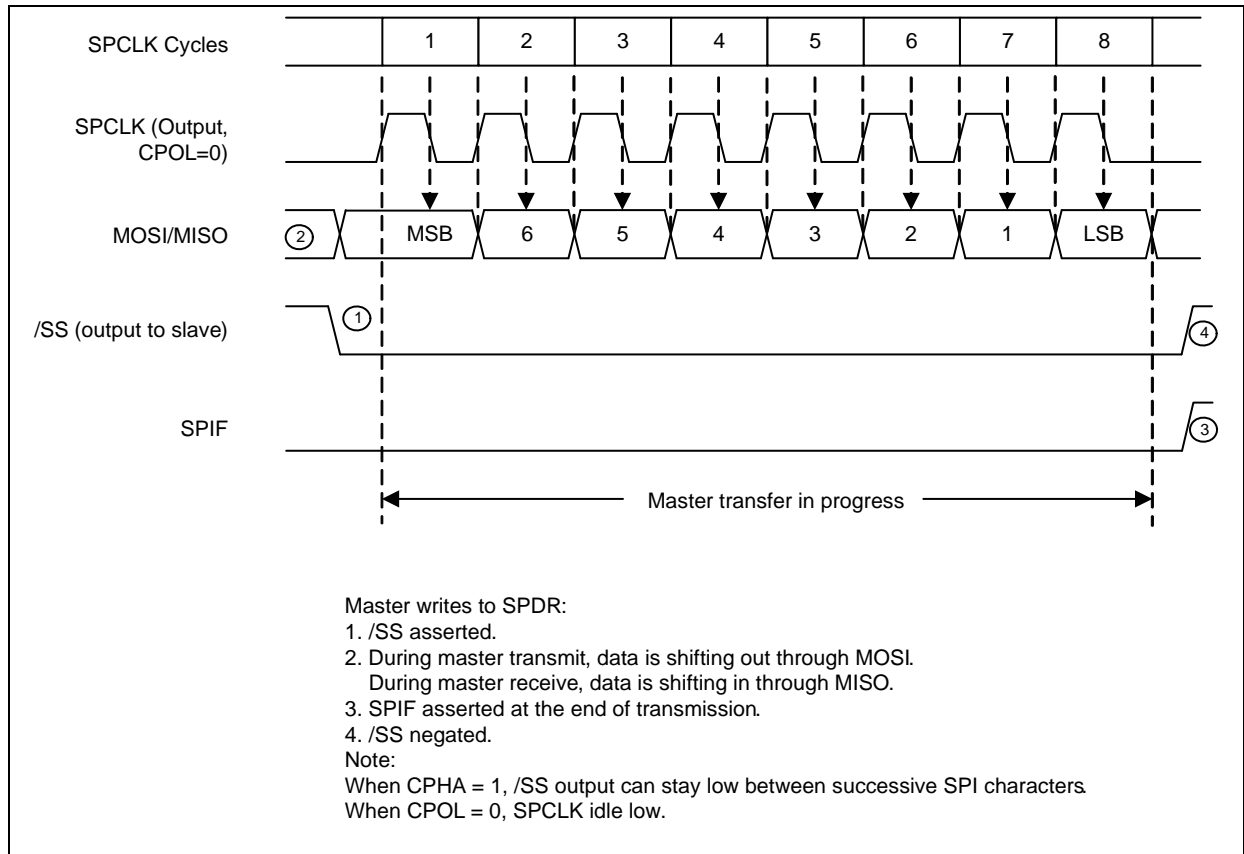 SPCLK Cycles
1 2 3 4 5 6 7 8
SPCLK (Output,
CPOL=0)
MOSI/MISO
2 MSB 6 5 4 3 2 1 LSB
/SS (output to slave)
1
4
SPIF
3
Master transfer in progress
Master writes to SPDR:
1. /SS asserted.
2. During master transmit, data is shifting out through MOSI.
During master receive, data is shifting in through MISO.
3. SPIF asserted at the end of transmission.
4. /SS negated.
Note:
When CPHA = 1, /SS output can stay low between successive SPI characters.
When CPOL = 0, SPCLK idle low.